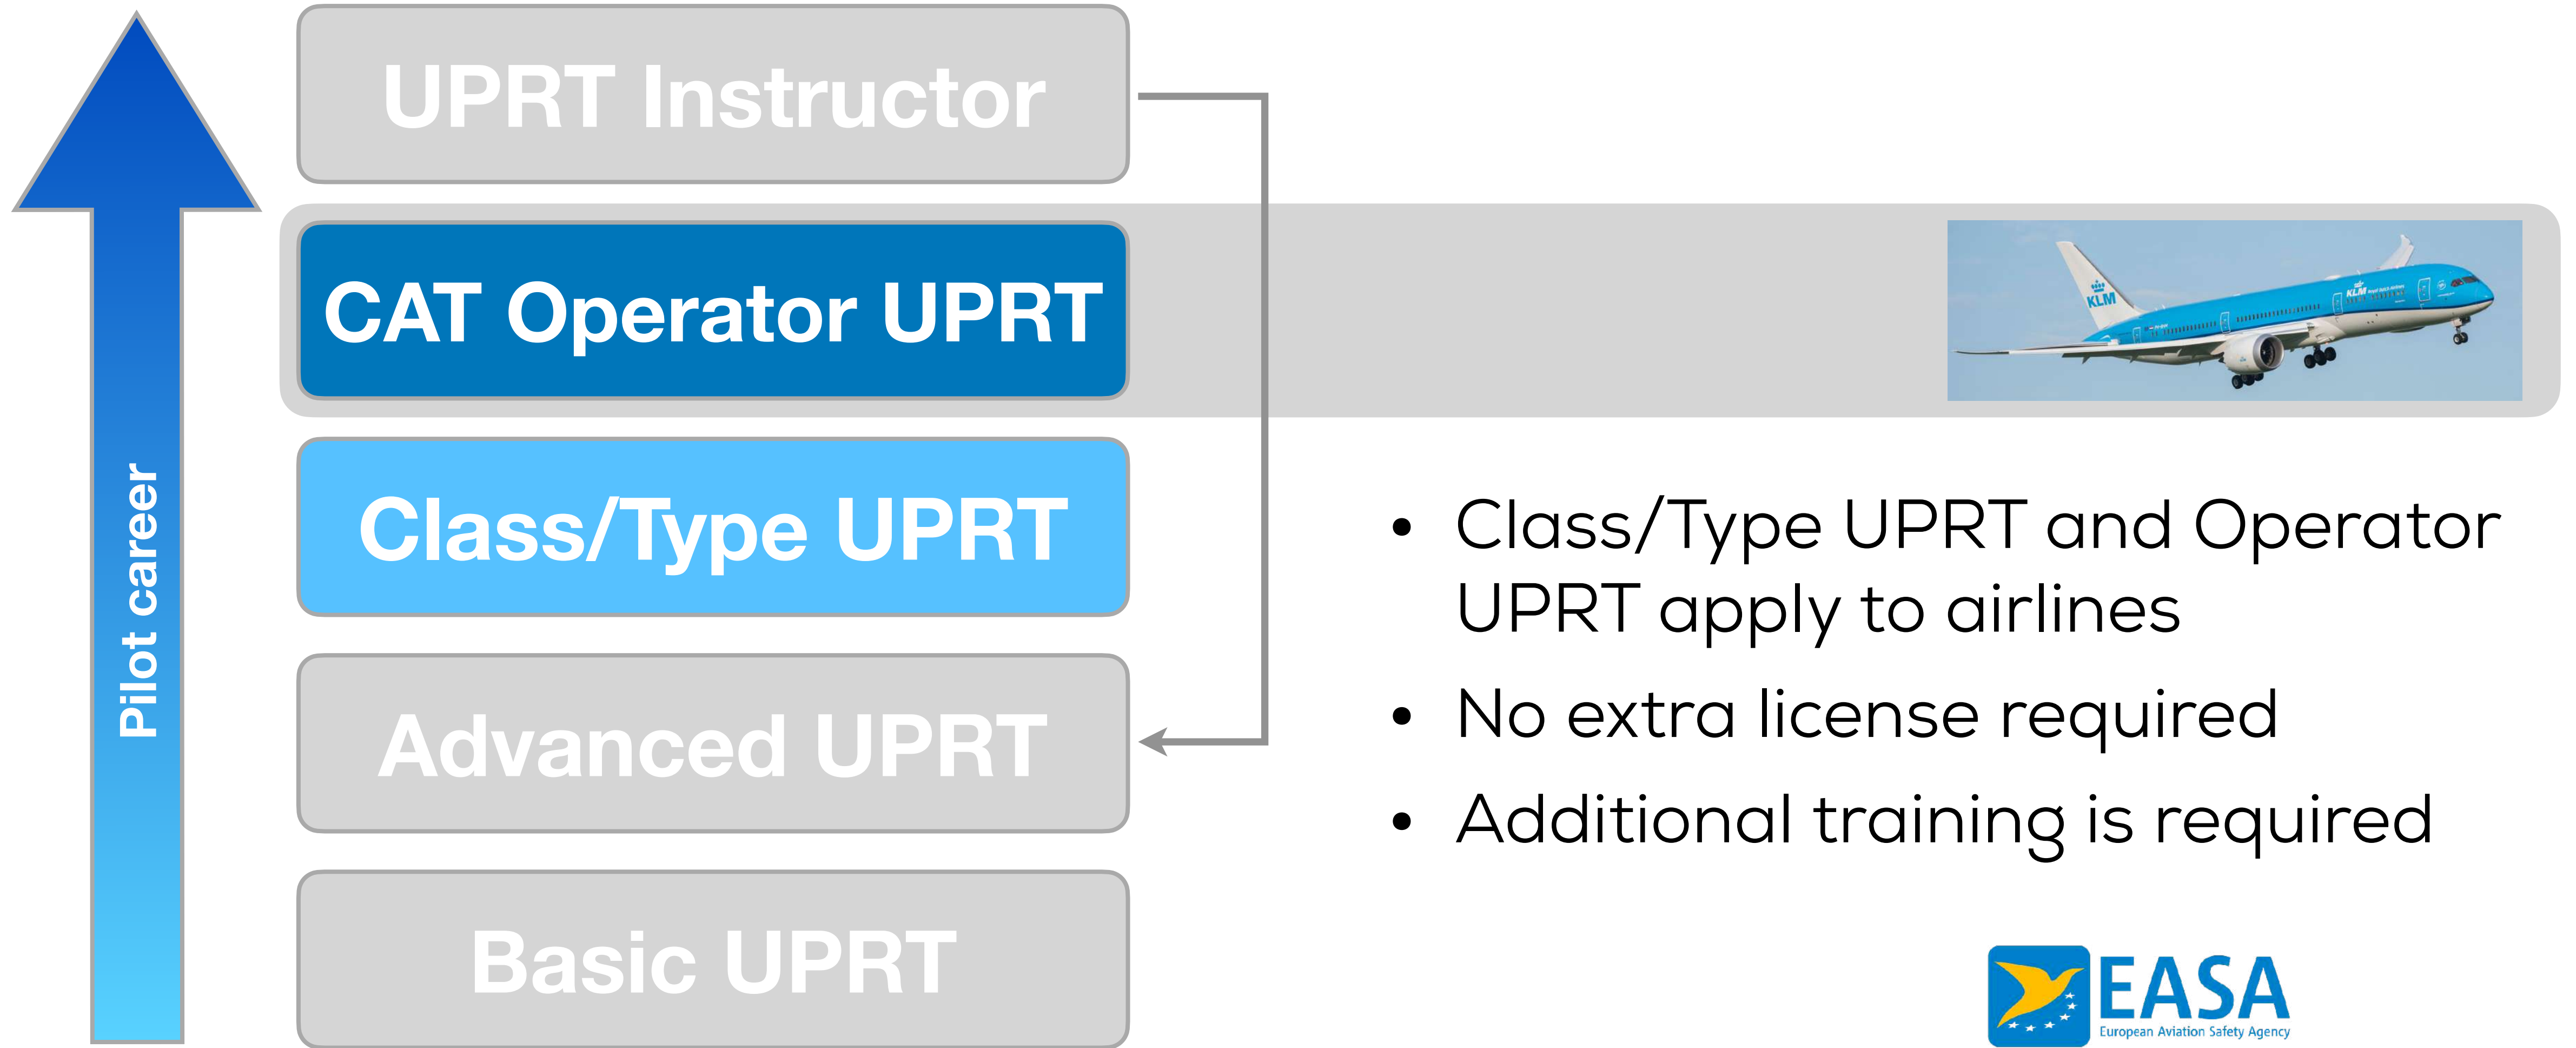 UPRT Instructor
CAT Operator UPRT
KLM
KLM
Class/Type UPRT
Pilot career
Advanced UPRT
Basic UPRT
• Class/Type UPRT and Operator
UPRT apply to airlines
• No extra license required
• Additional training is required
EASA
European Aviation Safety Agency